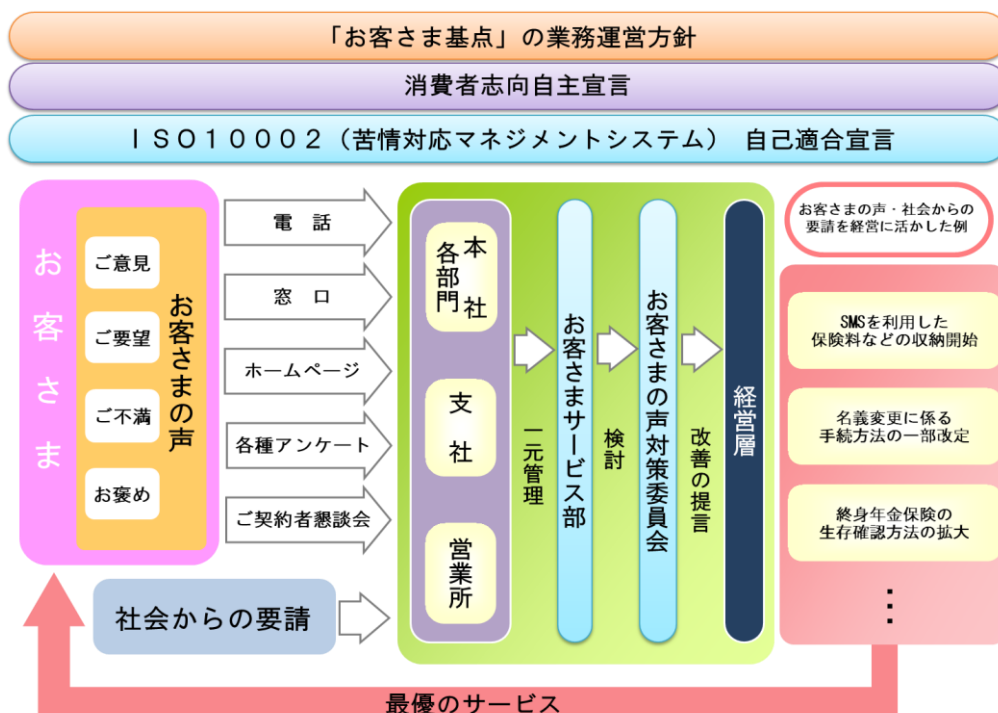 「お客さま基点」の業務運営方針
消費者志向自主宣言
ＩＳＯ１０００２（苦情対応マネジメントシステム）　自己適合宣言
お客さま
お客さまの声
ご意見
ご要望
ご不満
お褒め
電　話
窓　口
ホームページ
各種アンケート
ご契約者懇談会
社会からの要請
本社
各部門
支社
営業所
一元管理
お客さまサービス部
検討
お客さまの声対策委員会
改善の提言
経営層
お客さまの声・社会からの
要請を経営に活かした例
SMSを利用した
保険料などの収納開始
名義変更に係る
手続方法の一部改定
終身年金保険の
生存確認方法の拡大
⋮
最優のサービス